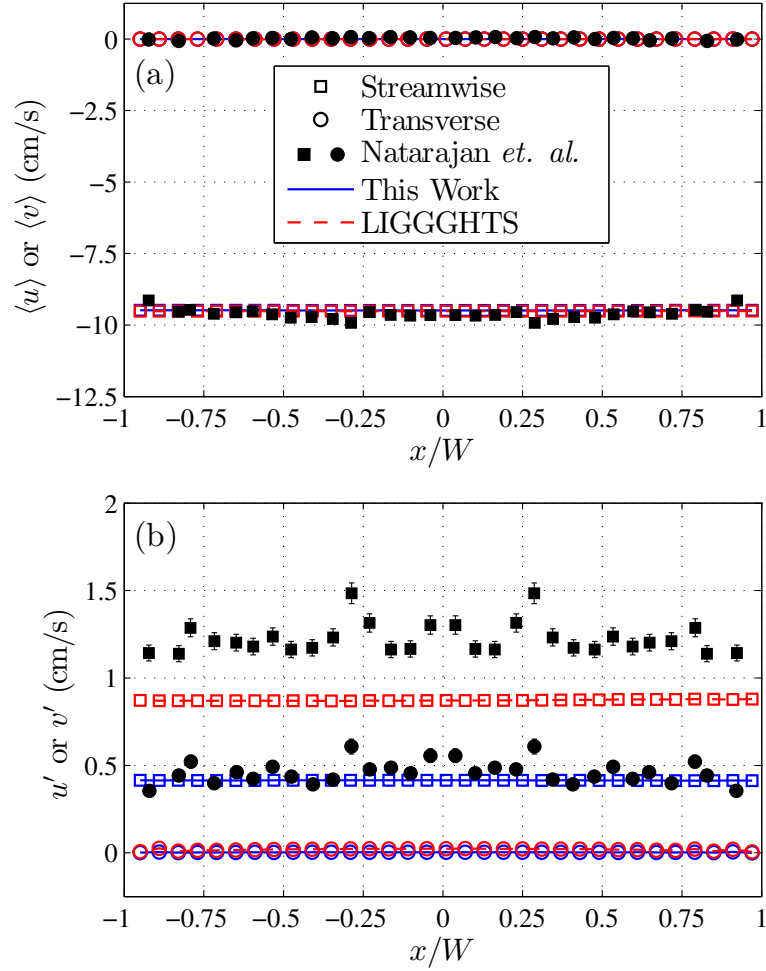 0
−2.5
−5
−7.5
−10
−12.5
⟨u⟩ or ⟨v⟩ (cm/s)
(a)
Streamwise
Transverse
Natarajan et. al.
This Work
LIGGGHTS
−1 −0.75 −0.5 −0.25 0 0.25 0.5 0.75 1
x/W
2
1.5
1
0.5
0
u′ or v′ (cm/s)
(b)
−1 −0.75 −0.5 −0.25 0 0.25 0.5 0.75 1
x/W